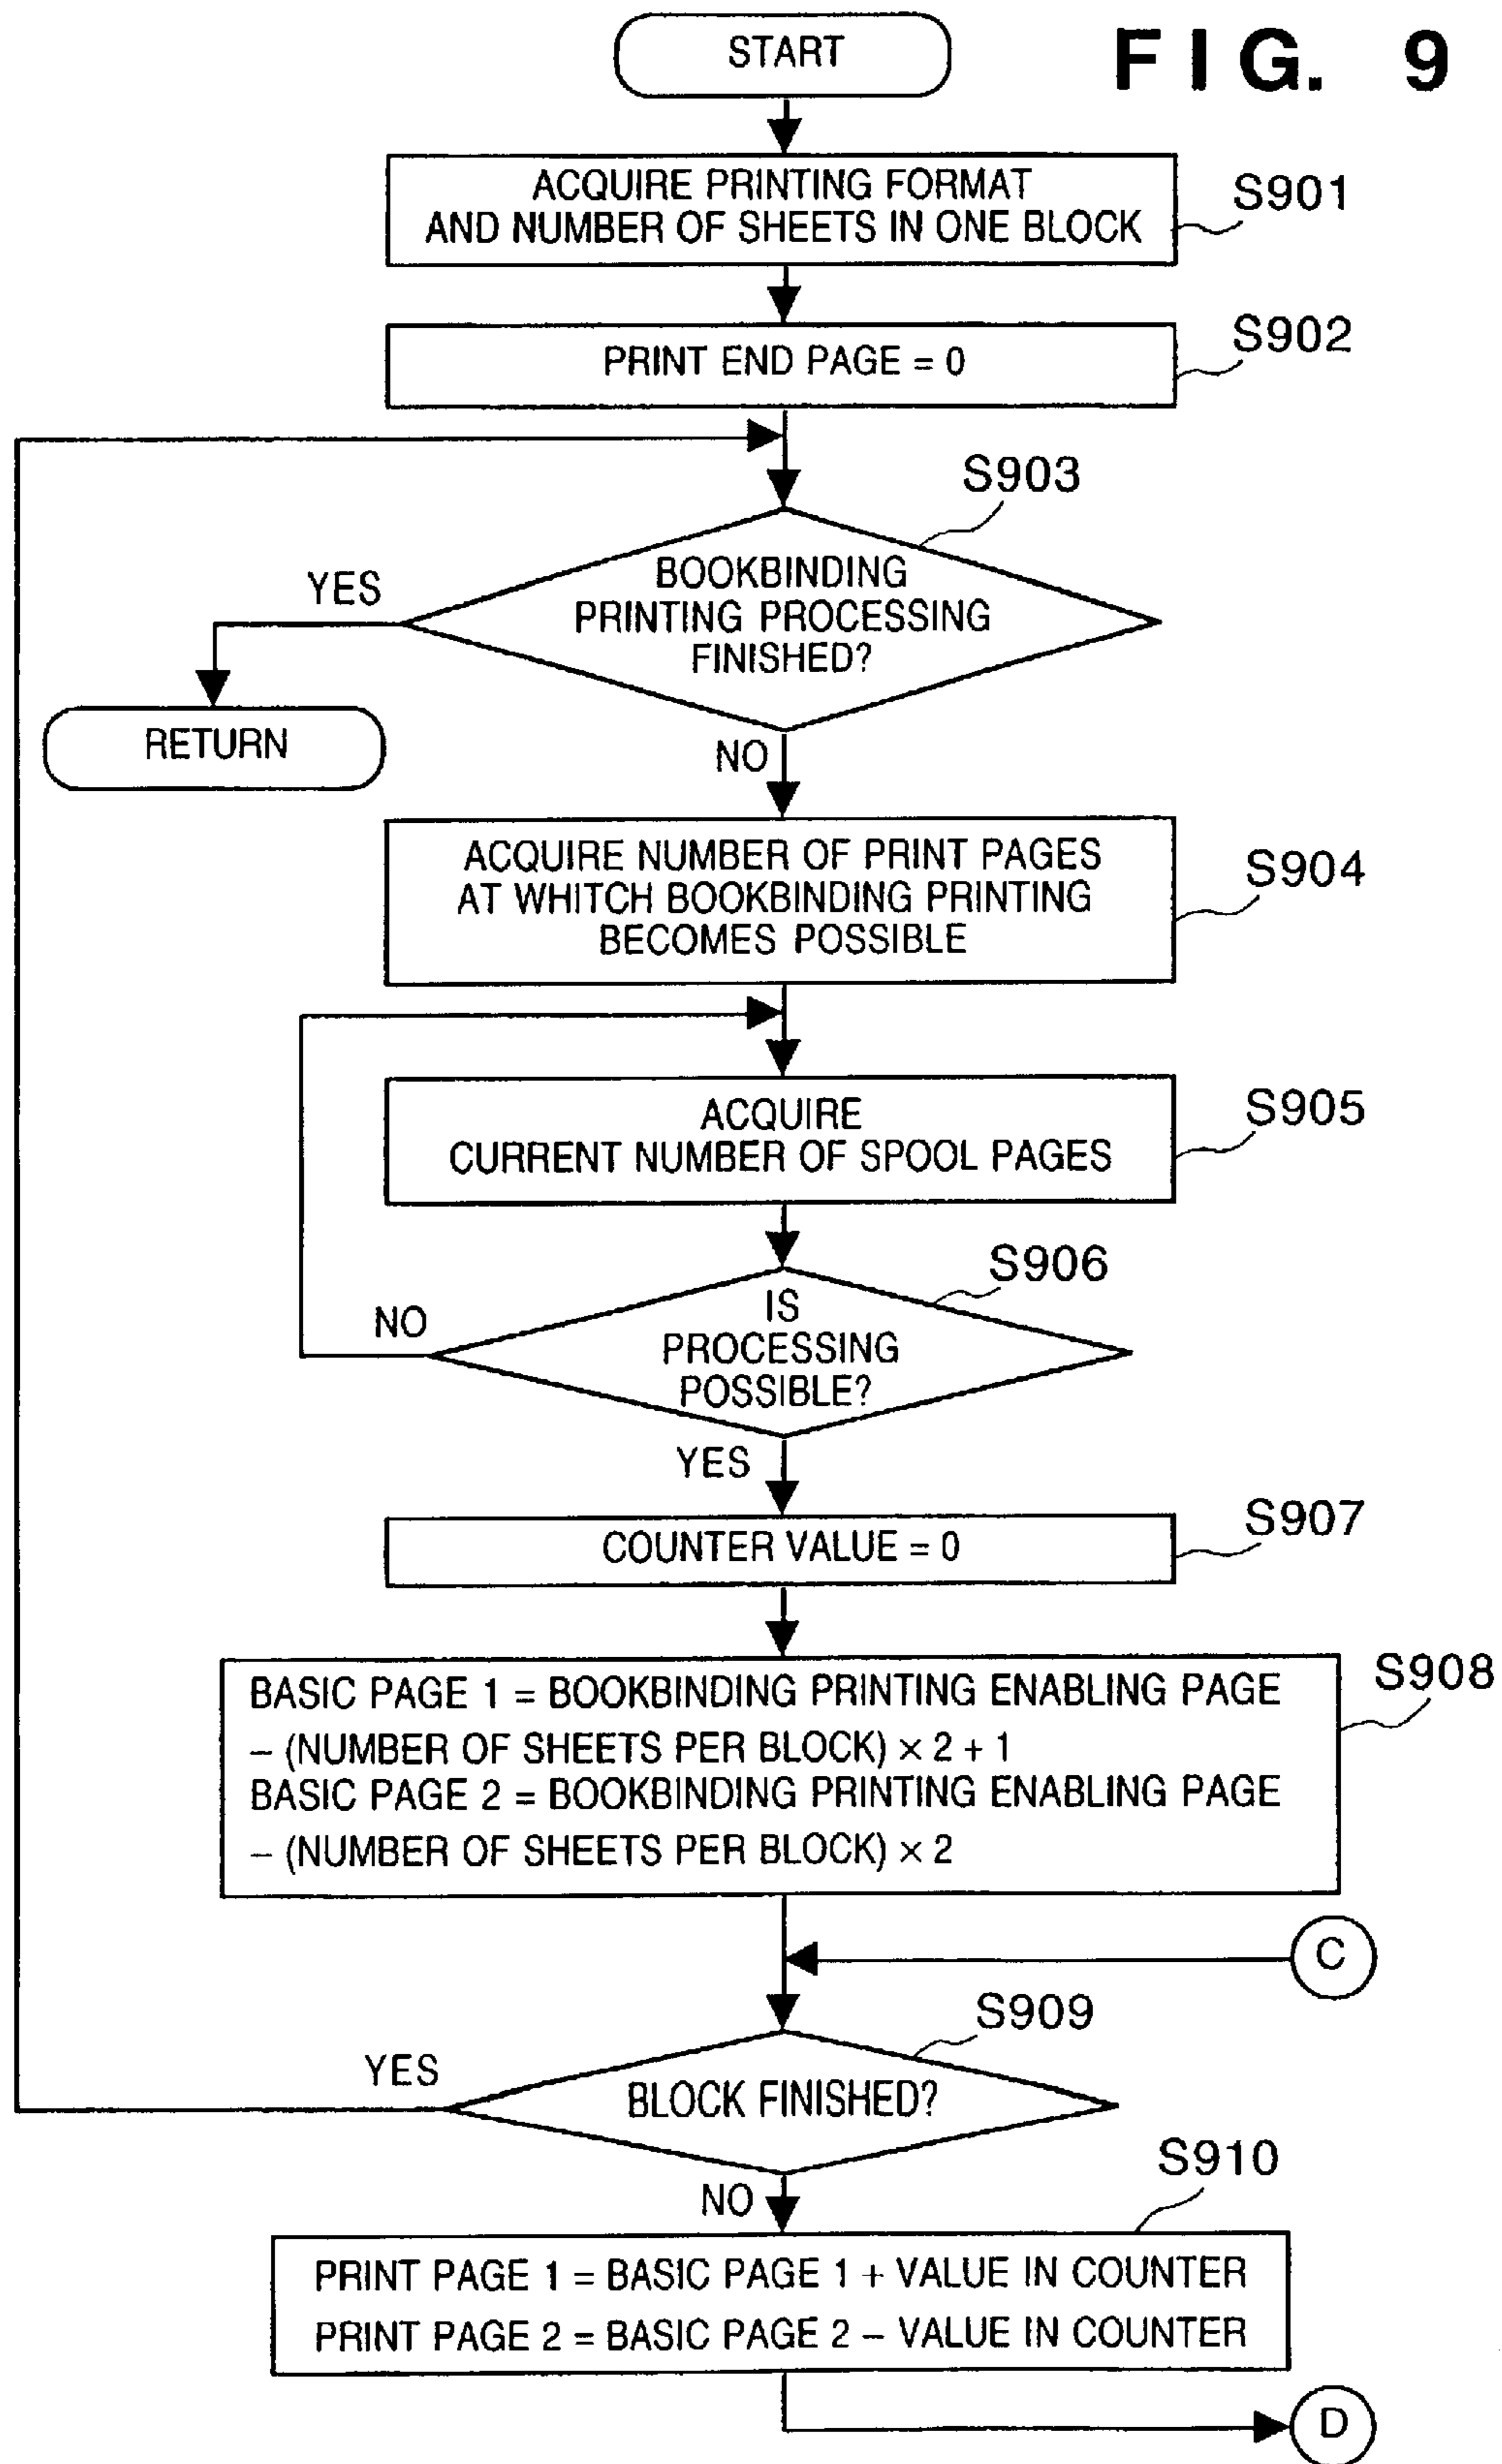 START
FIG. 9
ACQUIRE PRINTING FORMAT
AND NUMBER OF SHEETS IN ONE BLOCK
S901
PRINT END PAGE = 0
S902
S903
BOOKBINDING
PRINTING PROCESSING
FINISHED?
YES
RETURN
NO
ACQUIRE NUMBER OF PRINT PAGES
AT WHITCH BOOKBINDING PRINTING
BECOMES POSSIBLE
S904
ACQUIRE
CURRENT NUMBER OF SPOOL PAGES
S905
S906
IS
PROCESSING
POSSIBLE?
NO
YES
COUNTER VALUE = 0
S907
BASIC PAGE 1 = BOOKBINDING PRINTING ENABLING PAGE
– (NUMBER OF SHEETS PER BLOCK) × 2 + 1
BASIC PAGE 2 = BOOKBINDING PRINTING ENABLING PAGE
– (NUMBER OF SHEETS PER BLOCK) × 2
S908
C
S909
BLOCK FINISHED?
YES
NO
S910
PRINT PAGE 1 = BASIC PAGE 1 + VALUE IN COUNTER
PRINT PAGE 2 = BASIC PAGE 2 – VALUE IN COUNTER
D